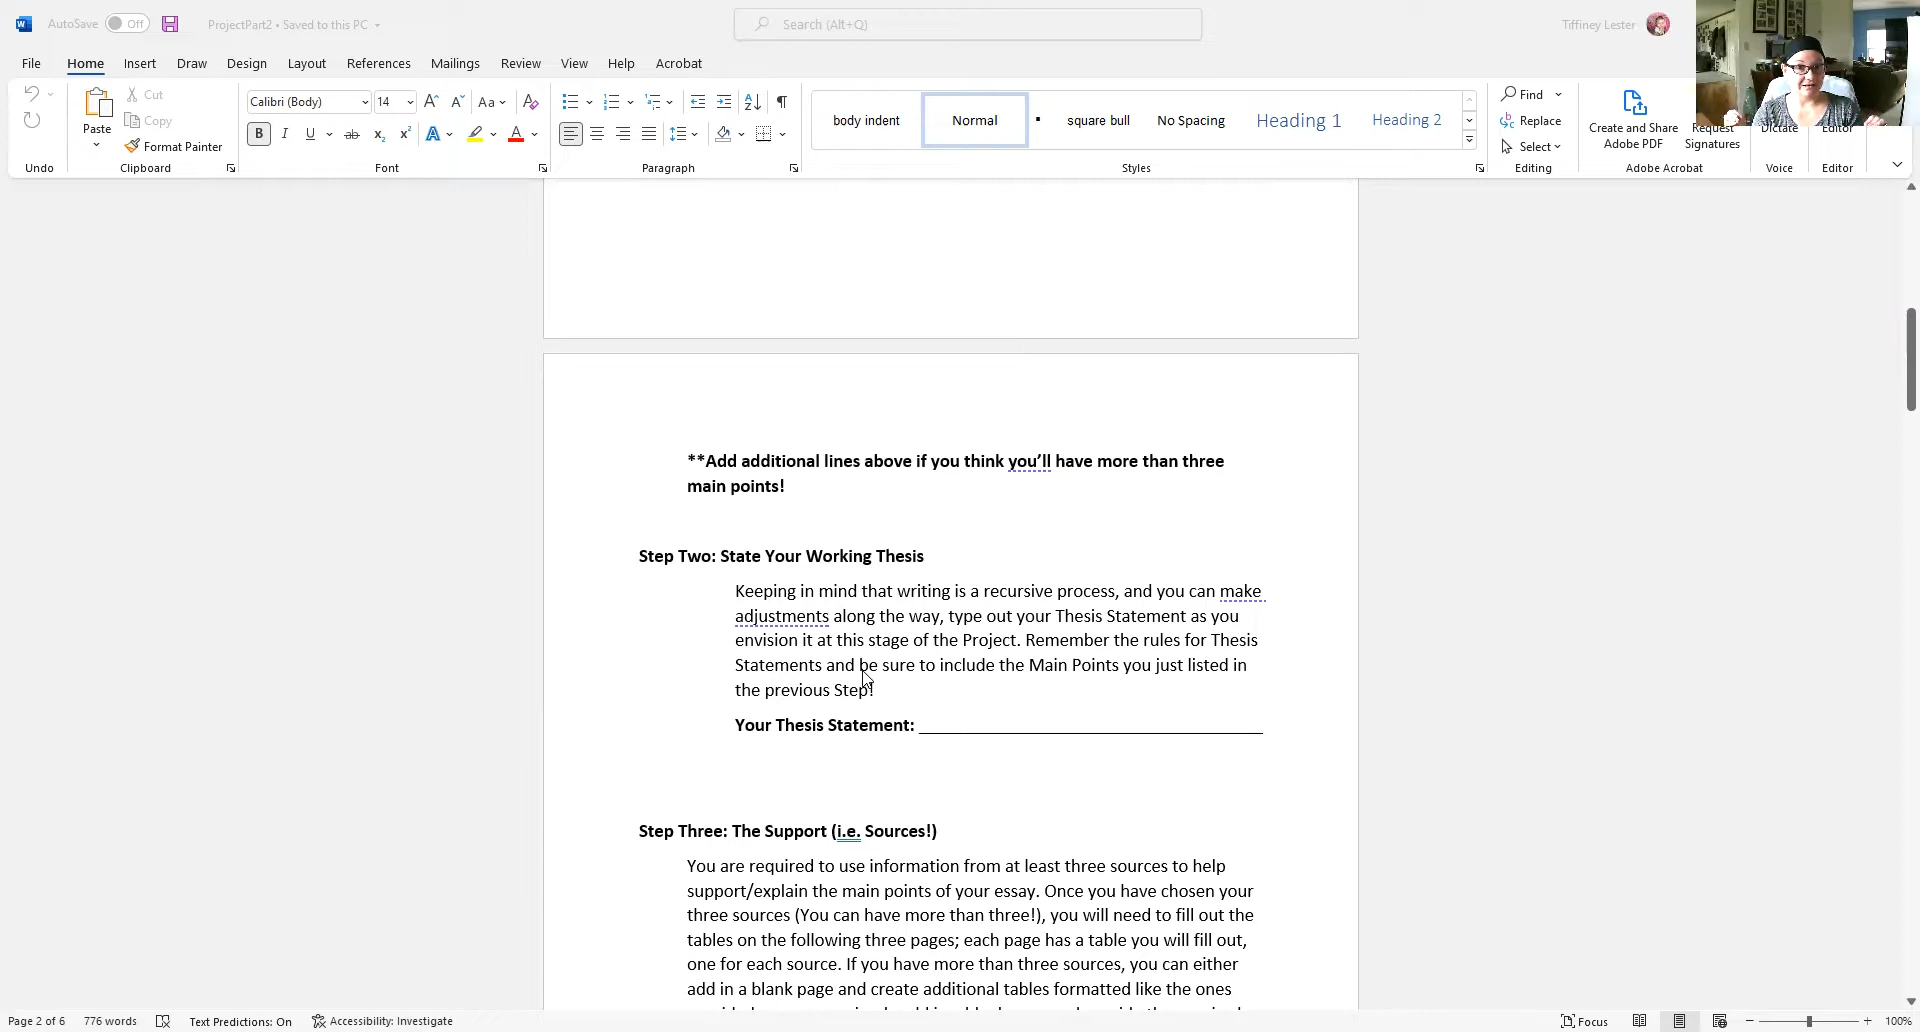 AutoSave Off ProjectPart2 • Saved to this PC Search (Alt+Q) Tiffiney Lester
File Home Insert Draw Design Layout References Mailings Review View Help Acrobat
Undo
Paste Cut
Copy
Format Painter
Clipboard
Calibri (Body) 14
Font
Paragraph
body indent Normal square bull No Spacing Heading 1 Heading 2
Styles
Find
Replace
Select
Editing
Create and Share
Adobe PDF
Request
Signatures
Adobe Acrobat
Dictate
Voice
Editor
Editor
**Add additional lines above if you think you’ll have more than three
main points!
Step Two: State Your Working Thesis
Keeping in mind that writing is a recursive process, and you can make
adjustments along the way, type out your Thesis Statement as you
envision it at this stage of the Project. Remember the rules for Thesis
Statements and be sure to include the Main Points you just listed in
the previous Step!
Your Thesis Statement:
Step Three: The Support (i.e. Sources!)
You are required to use information from at least three sources to help
support/explain the main points of your essay. Once you have chosen your
three sources (You can have more than three!), you will need to fill out the
tables on the following three pages; each page has a table you will fill out,
one for each source. If you have more than three sources, you can either
add in a blank page and create additional tables formatted like the ones
Page 2 of 6 776 words Text Predictions: On Accessibility: Investigate Focus 100%